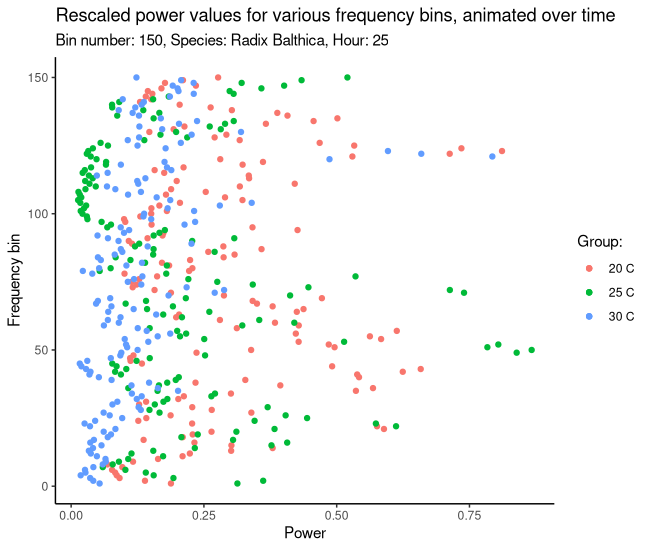 Rescaled power values for various frequency bins, animated over time
Bin number: 150, Species: Radix Balthica, Hour: 25
150
100
50
0
Frequency bin
0.00 0.25 0.50 0.75
Power
Group:
20 C
25 C
30 C